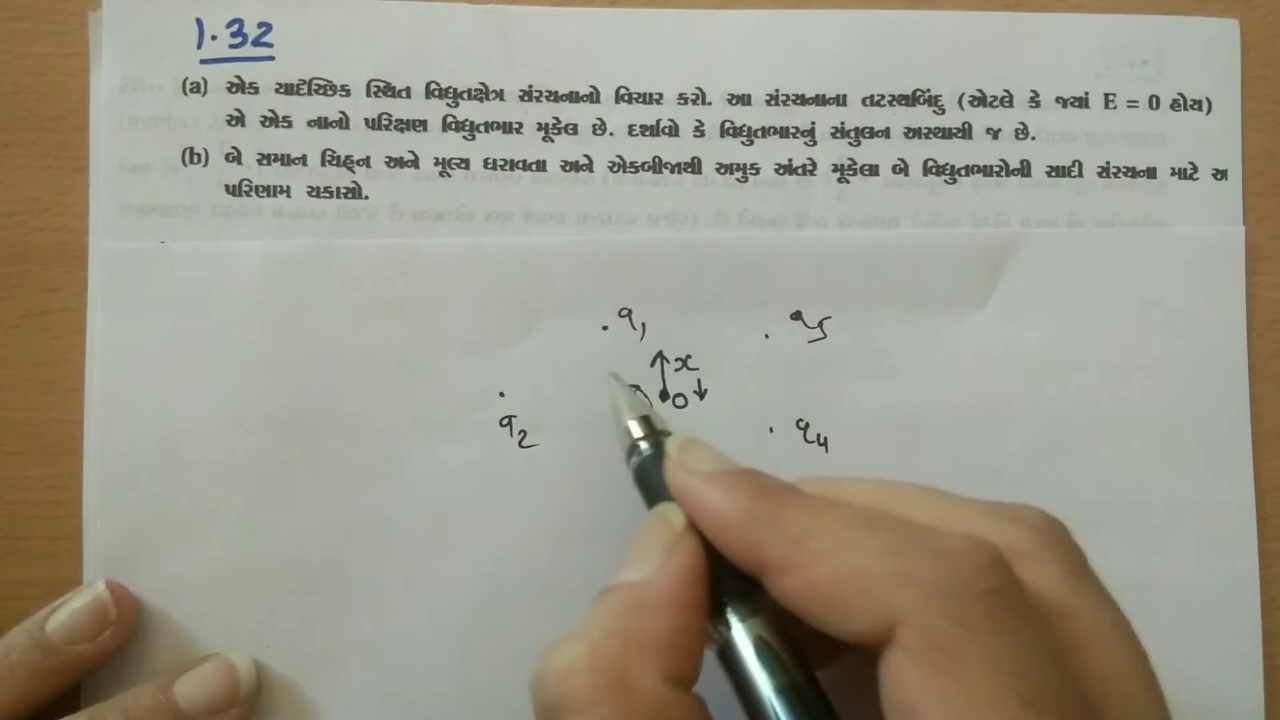 1.32
(a) એક યાદૃચ્છિક સ્થિત વિદ્યુતક્ષેત્ર સંરચનાનો વિચાર કરો. આ સંરચનાના તટસ્થબિંદુ (એટલે કે જ્યાં E = 0 હોય)
એ એક નાનો પરિક્ષણ વિદ્યુતભાર મૂકેલ છે. દર્શાવો કે વિદ્યુતભારનું સંતુલન અસ્થાયી જ છે.
(b) બે સમાન ચિહ્ન અને મૂલ્ય ધરાવતા અને એકબીજાથી અમુક અંતરે મૂકેલા બે વિદ્યુતભારોની સાદી સંરચના માટે અ
પરિણામ ચકાસો.
q1 q5
x
O
q2 q4